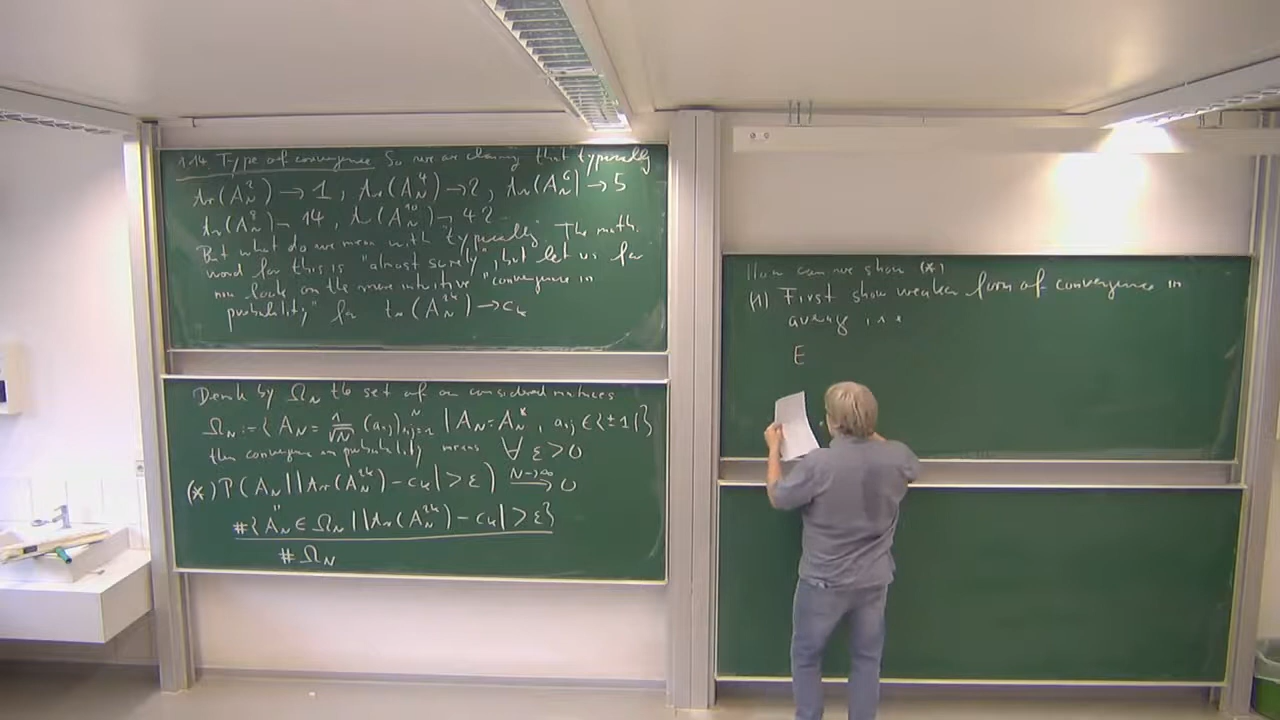 1.14. Type of convergence So we are claiming that typically
tr(A_N^2) → 1, tr(A_N^4) → 2, tr(A_N^6) → 5
tr(A_N^8) → 14, tr(A_N^10) → 42
But what do we mean with "typically". The math.
word for this is "almost surely", but let us for
now look on the more intuitive "convergence in
probability" for tr(A_N^{2k}) → c_k
Denote by Ω_N the set of our considered matrices
Ω_N := { A_N = 1/√N (a_ij)_{i,j=1}^N | A_N = A_N^*, a_ij ∈ {±1} }
then convergence in probability means ∀ ε > 0
(*) P( A_N | |tr(A_N^{2k}) - c_k| > ε ) → 0 (N→∞)
"
#{ A_N ∈ Ω_N | |tr(A_N^{2k}) - c_k| > ε }
# Ω_N
How can we show (*)
(1) First show weaker form of convergence in
average, i.e.
E